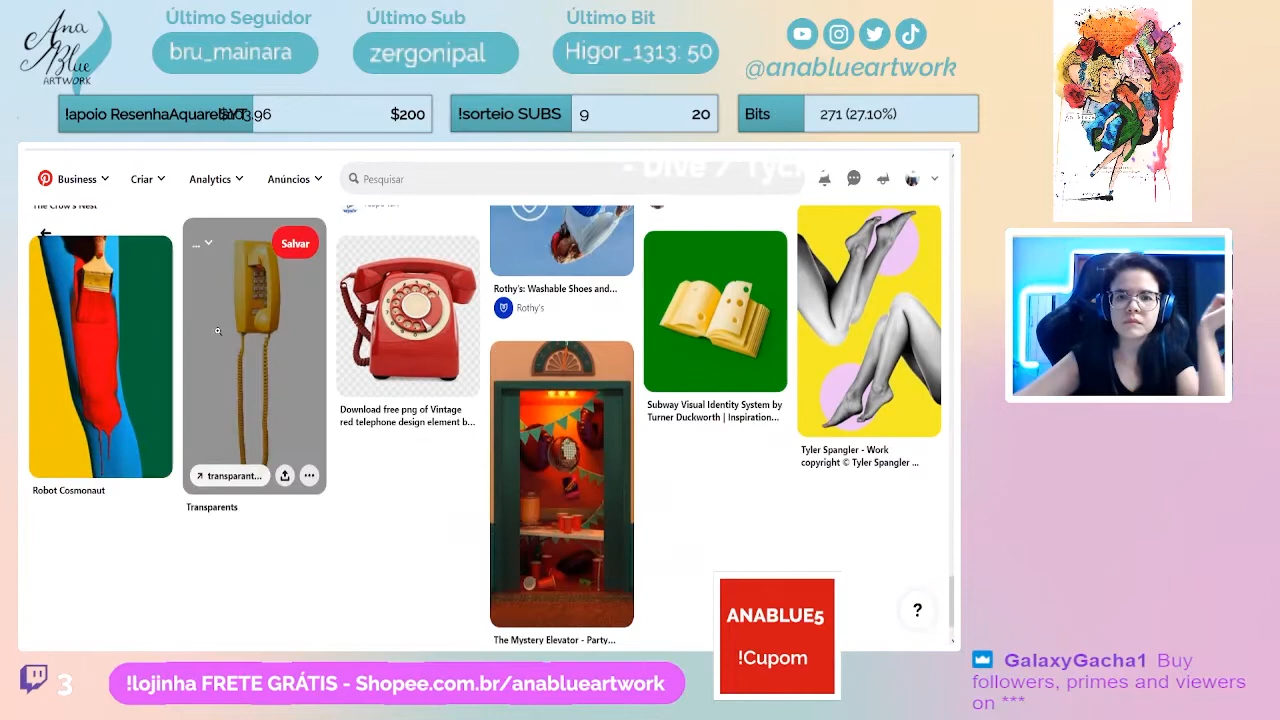 Ana
Blue
ARTWORK
Último Seguidor
bru_mainara
Último Sub
zergonipal
Último Bit
Higor_1313: 50
@anablueartwork
!apoio ResenhaAquarelaYT
$200
!sorteio SUBS
9
20
Bits
271 (27.10%)
- Dive / Tyc
Business
Criar
Analytics
Anúncios
Pesquisar
The Crow's Nest
... 
Salvar
transparant...
Robot Cosmonaut
Transparents
Download free png of Vintage
red telephone design element b...
Rothy's: Washable Shoes and...
Rothy's
The Mystery Elevator - Party...
Subway Visual Identity System by
Turner Duckworth | Inspiration...
Tyler Spangler - Work
copyright © Tyler Spangler ...
?
ANABLUE5
!Cupom
3
!lojinha FRETE GRÁTIS - Shopee.com.br/anablueartwork
GalaxyGacha1 Buy
followers, primes and viewers
on ***